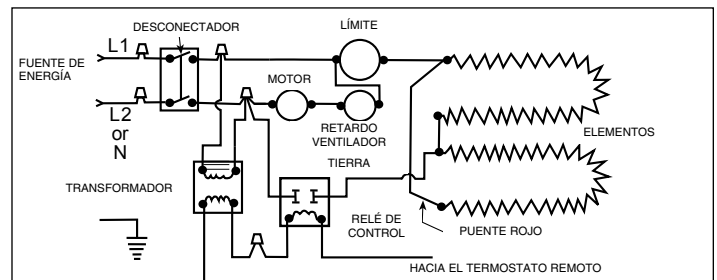 DESCONECTADOR
LÍMITE
L1
FUENTE DE
ENERGÍA
MOTOR
L2
or
N
RETARDO
VENTILADOR
ELEMENTOS
TIERRA
TRANSFORMADOR
RELÉ DE
CONTROL
PUENTE ROJO
HACIA EL TERMOSTATO REMOTO